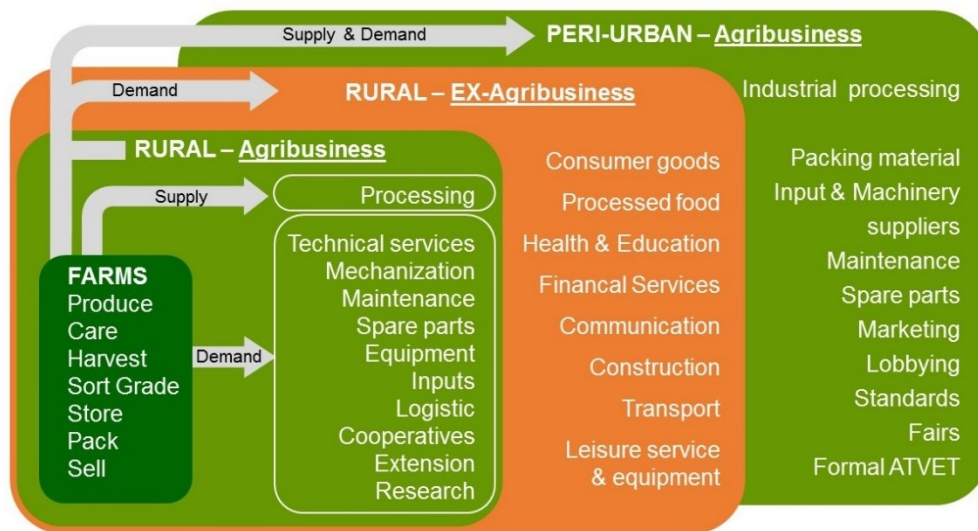 Supply & Demand
PERI-URBAN – Agribusiness
Demand
RURAL – EX-Agribusiness
Industrial processing
RURAL – Agribusiness
Supply
Processing
Technical services
Mechanization
Maintenance
Spare parts
Equipment
Inputs
Logistic
Cooperatives
Extension
Research
FARMS
Produce
Care
Harvest
Sort Grade
Store
Pack
Sell
Demand
Consumer goods
Processed food
Health & Education
Financal Services
Communication
Construction
Transport
Leisure service
& equipment
Packing material
Input & Machinery
suppliers
Maintenance
Spare parts
Marketing
Lobbying
Standards
Fairs
Formal ATVET